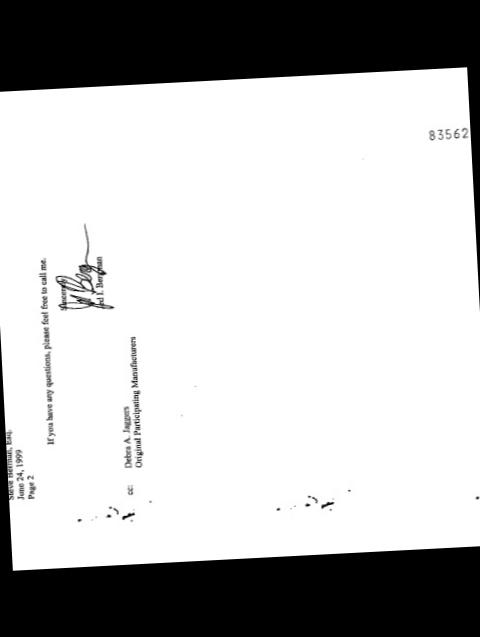 Steve Berman, Esq.
June 24, 1999
Page 2
If you have any questions, please feel free to call me.
Sincerely,
I. Bergman
cc: Debra A. Jaggers
Original Participating Manufacturers
83562